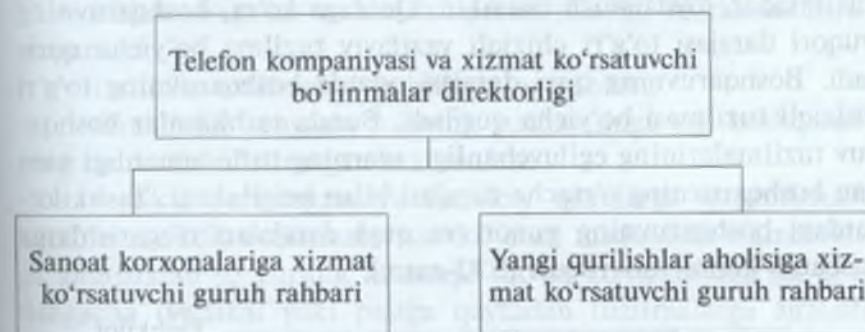 Telefon kompaniyasi va xizmat ko‘rsatuvchi
bo‘linmalar direktorligi
Sanoat korxonalariga xizmat
ko‘rsatuvchi guruh rahbari
Yangi qurilishlar aholisiga xiz-
mat ko‘rsatuvchi guruh rahbari